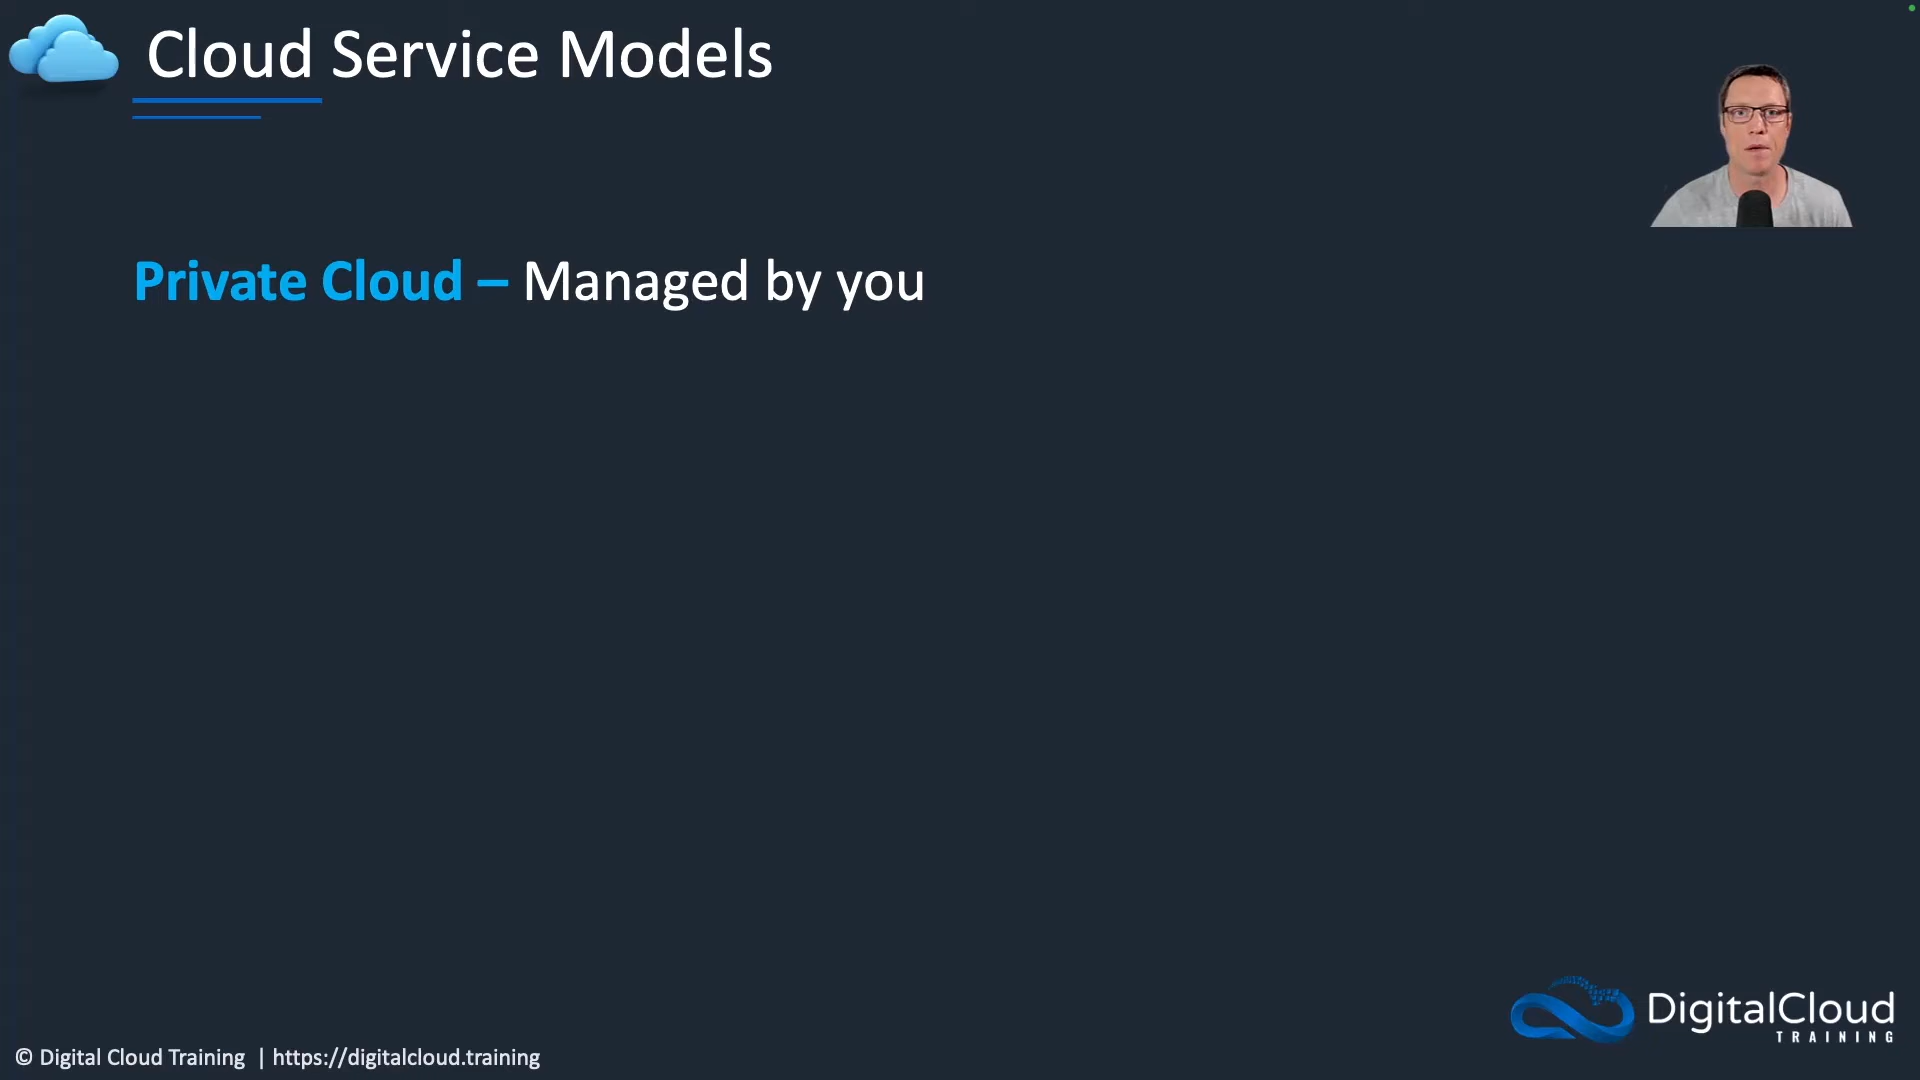 Cloud Service Models
Private Cloud – Managed by you
DigitalCloud
TRAINING
© Digital Cloud Training | https://digitalcloud.training